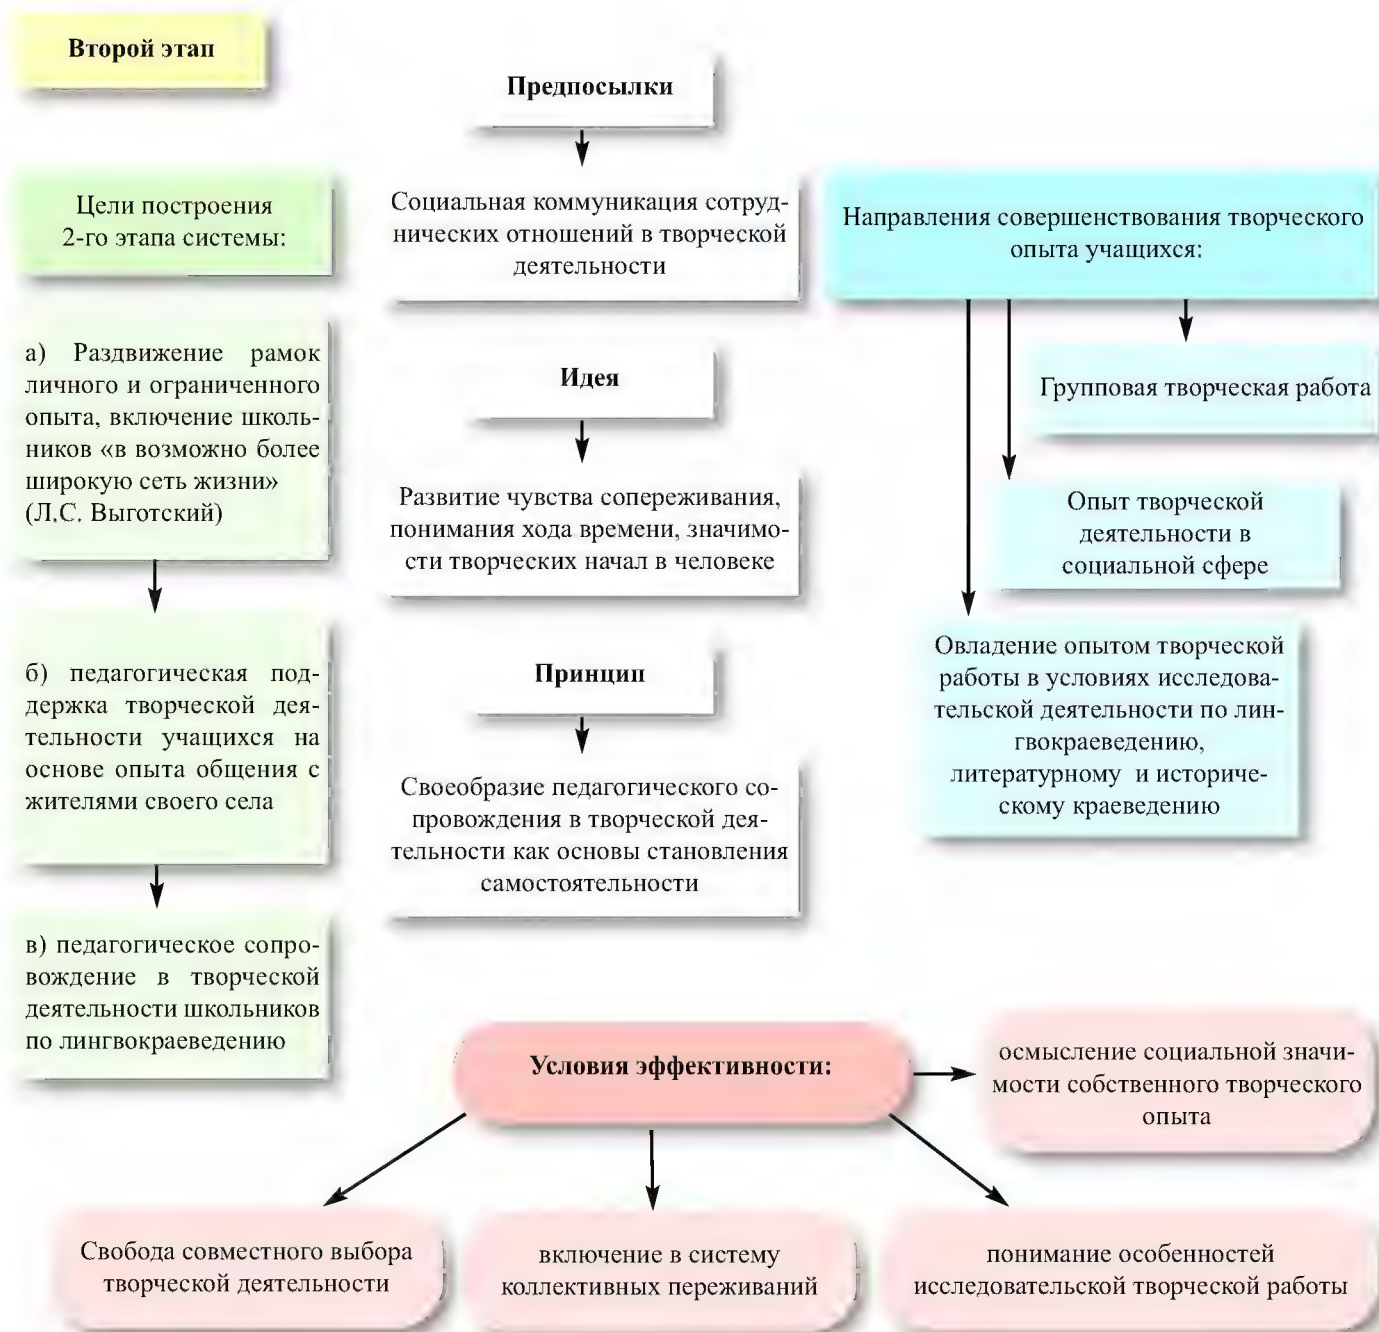 Второй этап
Цели построения
2-го этапа системы:
а) Раздвижение рамок
личного и ограниченного
опыта, включение школь-
ников «в возможно более
широкую сеть жизни»
(Л.С. Выготский)
б) педагогическая под-
держка творческой дея-
тельности учащихся на
основе опыта общения с
жителями своего села
в) педагогическое сопро-
вождение в творческой
деятельности школьников
по лингвокраеведению
Предпосылки
Социальная коммуникация сотруд-
нических отношений в творческой
деятельности
Идея
Развитие чувства сопереживания,
понимания хода времени, значимо-
сти творческих начал в человеке
Принцип
Своеобразие педагогического со-
провождения в творческой дея-
тельности как основы становления
самостоятельности
Направления совершенствования творческого
опыта учащихся:
Групповая творческая работа
Опыт творческой
деятельности в
социальной сфере
Овладение опытом творческой
работы в условиях исследова-
тельской деятельности по лин-
гвокраеведению,
литературному и историче-
скому краеведению
Условия эффективности:
осмысление социальной значи-
мости собственного творческого
опыта
Свобода совместного выбора
творческой деятельности
включение в систему
коллективных переживаний
понимание особенностей
исследовательской творческой работы